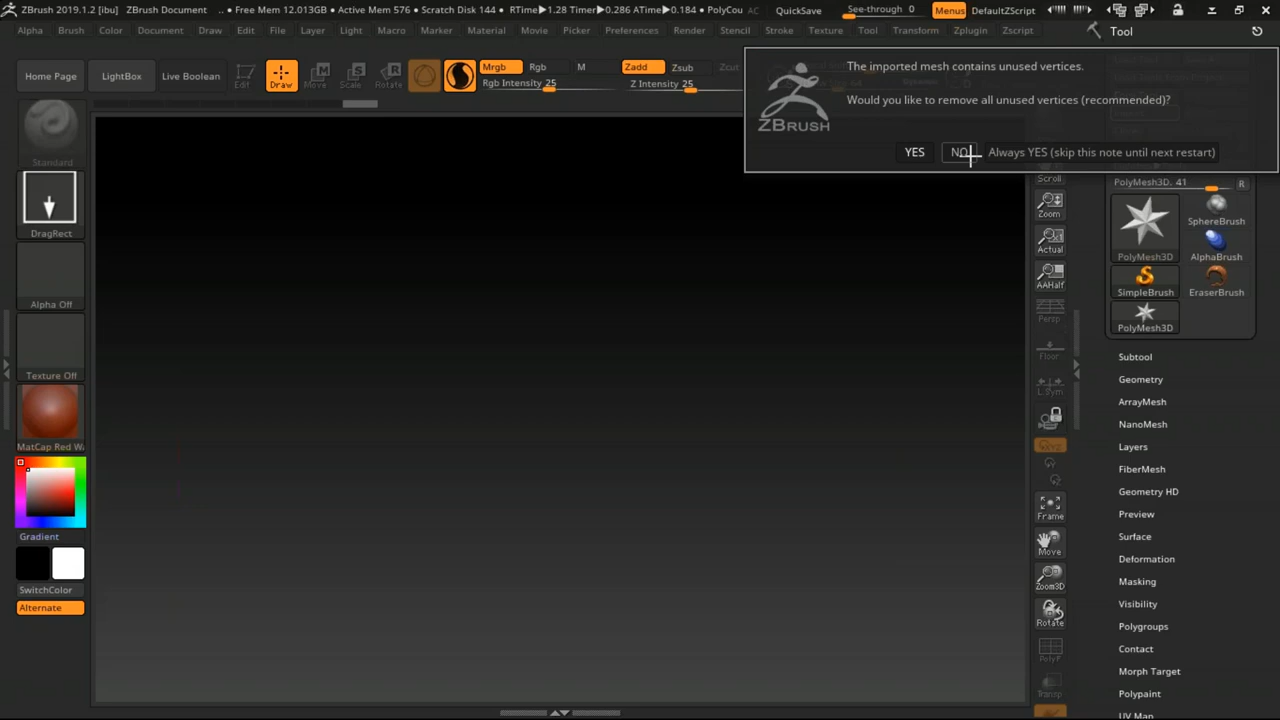 ZBrush 2019.1.2 [ibu] ZBrush Document .. • Free Mem 12.013GB • Active Mem 576 • Scratch Disk 144 • RTime▶1.28 Timer▶0.286 ATime▶0.184 • PolyCou AC QuickSave See-through 0 Menus DefaultZScript
Alpha Brush Color Document Draw Edit File Layer Light Macro Marker Material Movie Picker Preferences Render Stencil Stroke Texture Tool Transform Zplugin Zscript Tool
Home Page LightBox Live Boolean Edit Draw Move Scale Rotate Mrgb Rgb M Zadd Zsub Zcut
Rgb Intensity 25 Z Intensity 25
The imported mesh contains unused vertices.
Would you like to remove all unused vertices (recommended)?
ZBRUSH
YES NO Always YES (skip this note until next restart)
Standard
DragRect
Alpha Off
Texture Off
MatCap Red Wa
Gradient
SwitchColor
Alternate
Scroll
Zoom
Actual
AAHalf
Persp
Floor
L.Sym
XYZ
Frame
Move
Zoom3D
Rotate
PolyF
Transp
PolyMesh3D. 41 R
SphereBrush
PolyMesh3D AlphaBrush
SimpleBrush EraserBrush
PolyMesh3D
Subtool
Geometry
ArrayMesh
NanoMesh
Layers
FiberMesh
Geometry HD
Preview
Surface
Deformation
Masking
Visibility
Polygroups
Contact
Morph Target
Polypaint
UV Map